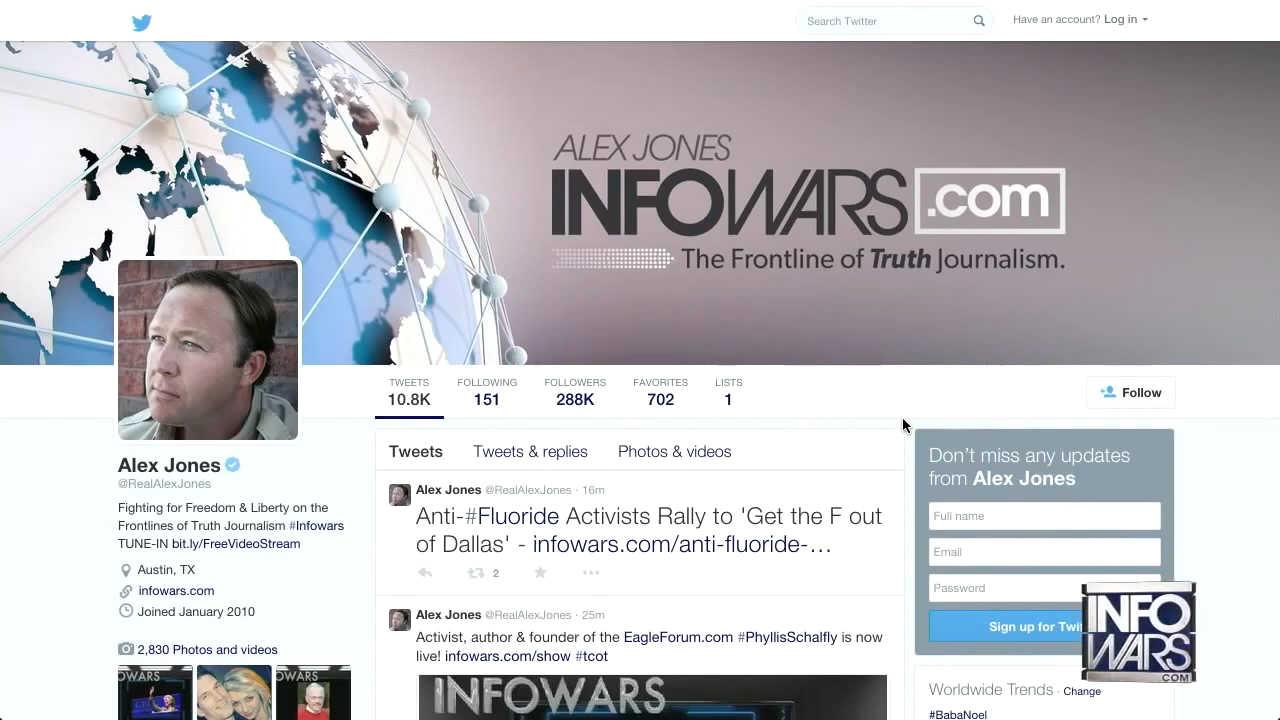 Search Twitter
Have an account? Log in
ALEX JONES
INFOWARS.com
The Frontline of Truth Journalism.
TWEETS
10.8K
FOLLOWING
151
FOLLOWERS
288K
FAVORITES
702
LISTS
1
Follow
Alex Jones
@RealAlexJones
Fighting for Freedom & Liberty on the
Frontlines of Truth Journalism #Infowars
TUNE-IN bit.ly/FreeVideoStream
Austin, TX
infowars.com
Joined January 2010
2,830 Photos and videos
OWARS
OWARS
Tweets
Tweets & replies
Photos & videos
Alex Jones @RealAlexJones · 16m
Anti-#Fluoride Activists Rally to 'Get the F out
of Dallas' - infowars.com/anti-fluoride-…
2
Alex Jones @RealAlexJones · 25m
Activist, author & founder of the EagleForum.com #PhyllisSchalfly is now
live! infowars.com/show #tcot
INFOWARS
Don't miss any updates
from Alex Jones
Full name
Email
Password
Sign up for Twit
INFO
WARS
.COM
Worldwide Trends · Change
#BabaNoel